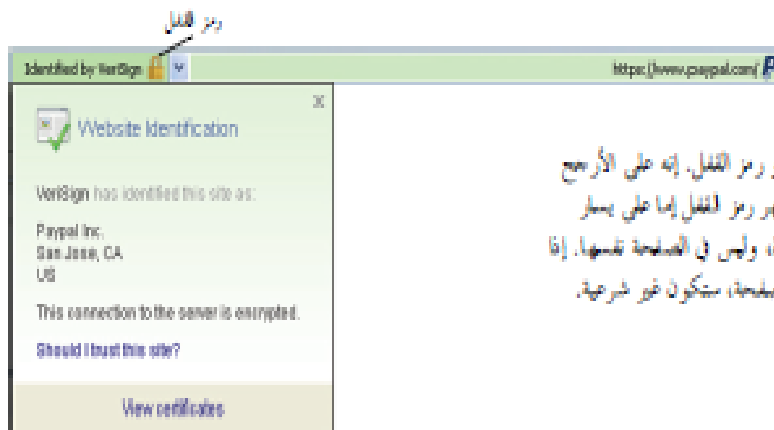 رمز القفل
Identified by VeriSign
https://www.paypal.com/
Website Identification
VeriSign has identified this site as:
Paypal Inc.
San Jose, CA
US
This connection to the server is encrypted.
Should I trust this site?
View certificates
رمز القفل. إنه على الأرجح
رمز القفل إما على يسار
وليس في الصفحة نفسها. إذا
ستكون غير شرعية.